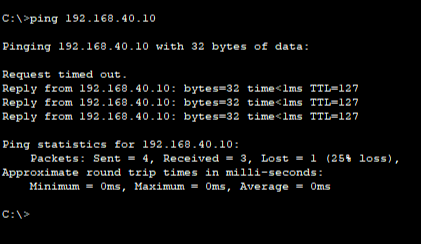 C:\>ping 192.168.40.10
Pinging 192.168.40.10 with 32 bytes of data:
Request timed out.
Reply from 192.168.40.10: bytes=32 time<1ms TTL=127
Reply from 192.168.40.10: bytes=32 time<1ms TTL=127
Reply from 192.168.40.10: bytes=32 time<1ms TTL=127
Ping statistics for 192.168.40.10:
Packets: Sent = 4, Received = 3, Lost = 1 (25% loss),
Approximate round trip times in milli-seconds:
Minimum = 0ms, Maximum = 0ms, Average = 0ms
C:\>